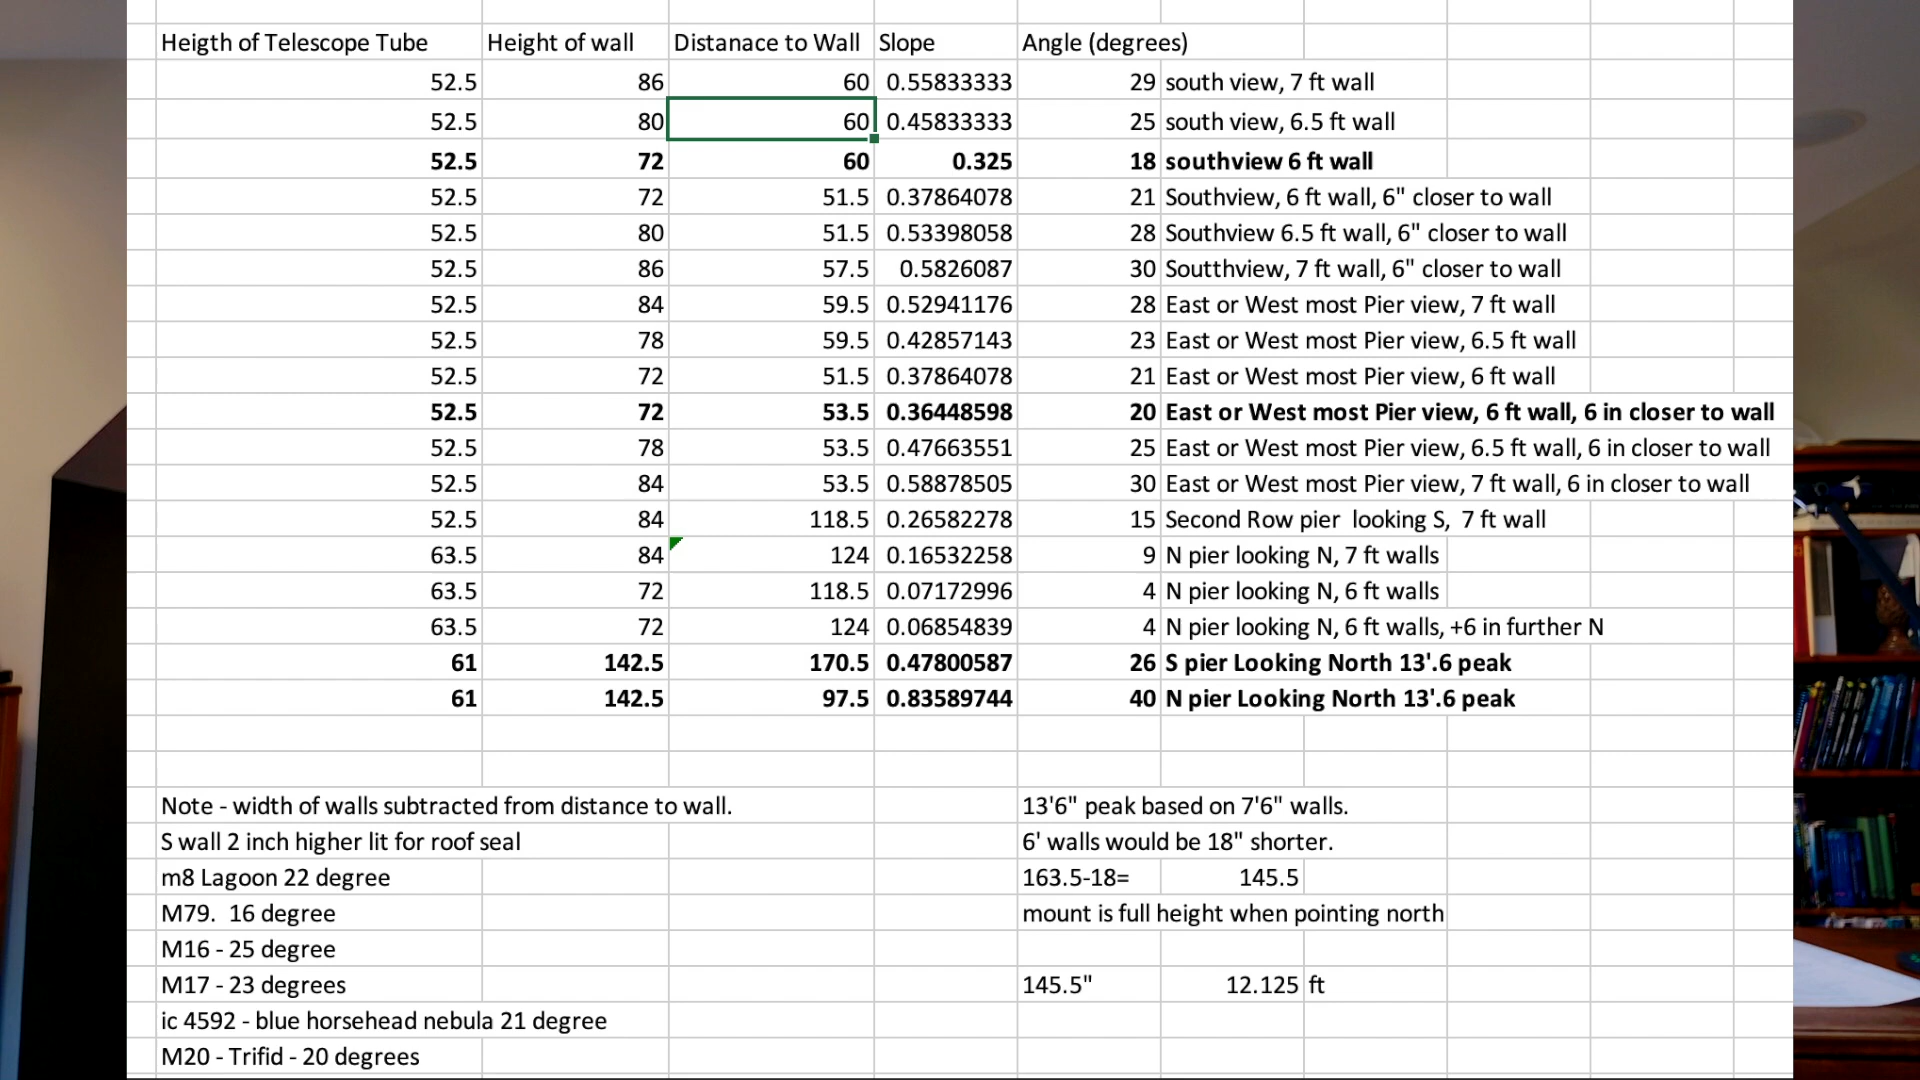 Heigth of Telescope Tube Height of wall Distanace to Wall Slope Angle (degrees)
52.5 86 60 0.55833333 29 south view, 7 ft wall
52.5 80 60 0.45833333 25 south view, 6.5 ft wall
52.5 72 60 0.325 18 southview 6 ft wall
52.5 72 51.5 0.37864078 21 Southview, 6 ft wall, 6" closer to wall
52.5 80 51.5 0.53398058 28 Southview 6.5 ft wall, 6" closer to wall
52.5 86 57.5 0.5826087 30 Soutthview, 7 ft wall, 6" closer to wall
52.5 84 59.5 0.52941176 28 East or West most Pier view, 7 ft wall
52.5 78 59.5 0.42857143 23 East or West most Pier view, 6.5 ft wall
52.5 72 51.5 0.37864078 21 East or West most Pier view, 6 ft wall
52.5 72 53.5 0.36448598 20 East or West most Pier view, 6 ft wall, 6 in closer to wall
52.5 78 53.5 0.47663551 25 East or West most Pier view, 6.5 ft wall, 6 in closer to wall
52.5 84 53.5 0.58878505 30 East or West most Pier view, 7 ft wall, 6 in closer to wall
52.5 84 118.5 0.26582278 15 Second Row pier looking S, 7 ft wall
63.5 84 124 0.16532258 9 N pier looking N, 7 ft walls
63.5 72 118.5 0.07172996 4 N pier looking N, 6 ft walls
63.5 72 124 0.06854839 4 N pier looking N, 6 ft walls, +6 in further N
61 142.5 170.5 0.47800587 26 S pier Looking North 13'.6 peak
61 142.5 97.5 0.83589744 40 N pier Looking North 13'.6 peak
Note - width of walls subtracted from distance to wall. 13'6" peak based on 7'6" walls.
S wall 2 inch higher lit for roof seal 6' walls would be 18" shorter.
m8 Lagoon 22 degree 163.5-18= 145.5
M79. 16 degree mount is full height when pointing north
M16 - 25 degree
M17 - 23 degrees 145.5" 12.125 ft
ic 4592 - blue horsehead nebula 21 degree
M20 - Trifid - 20 degrees